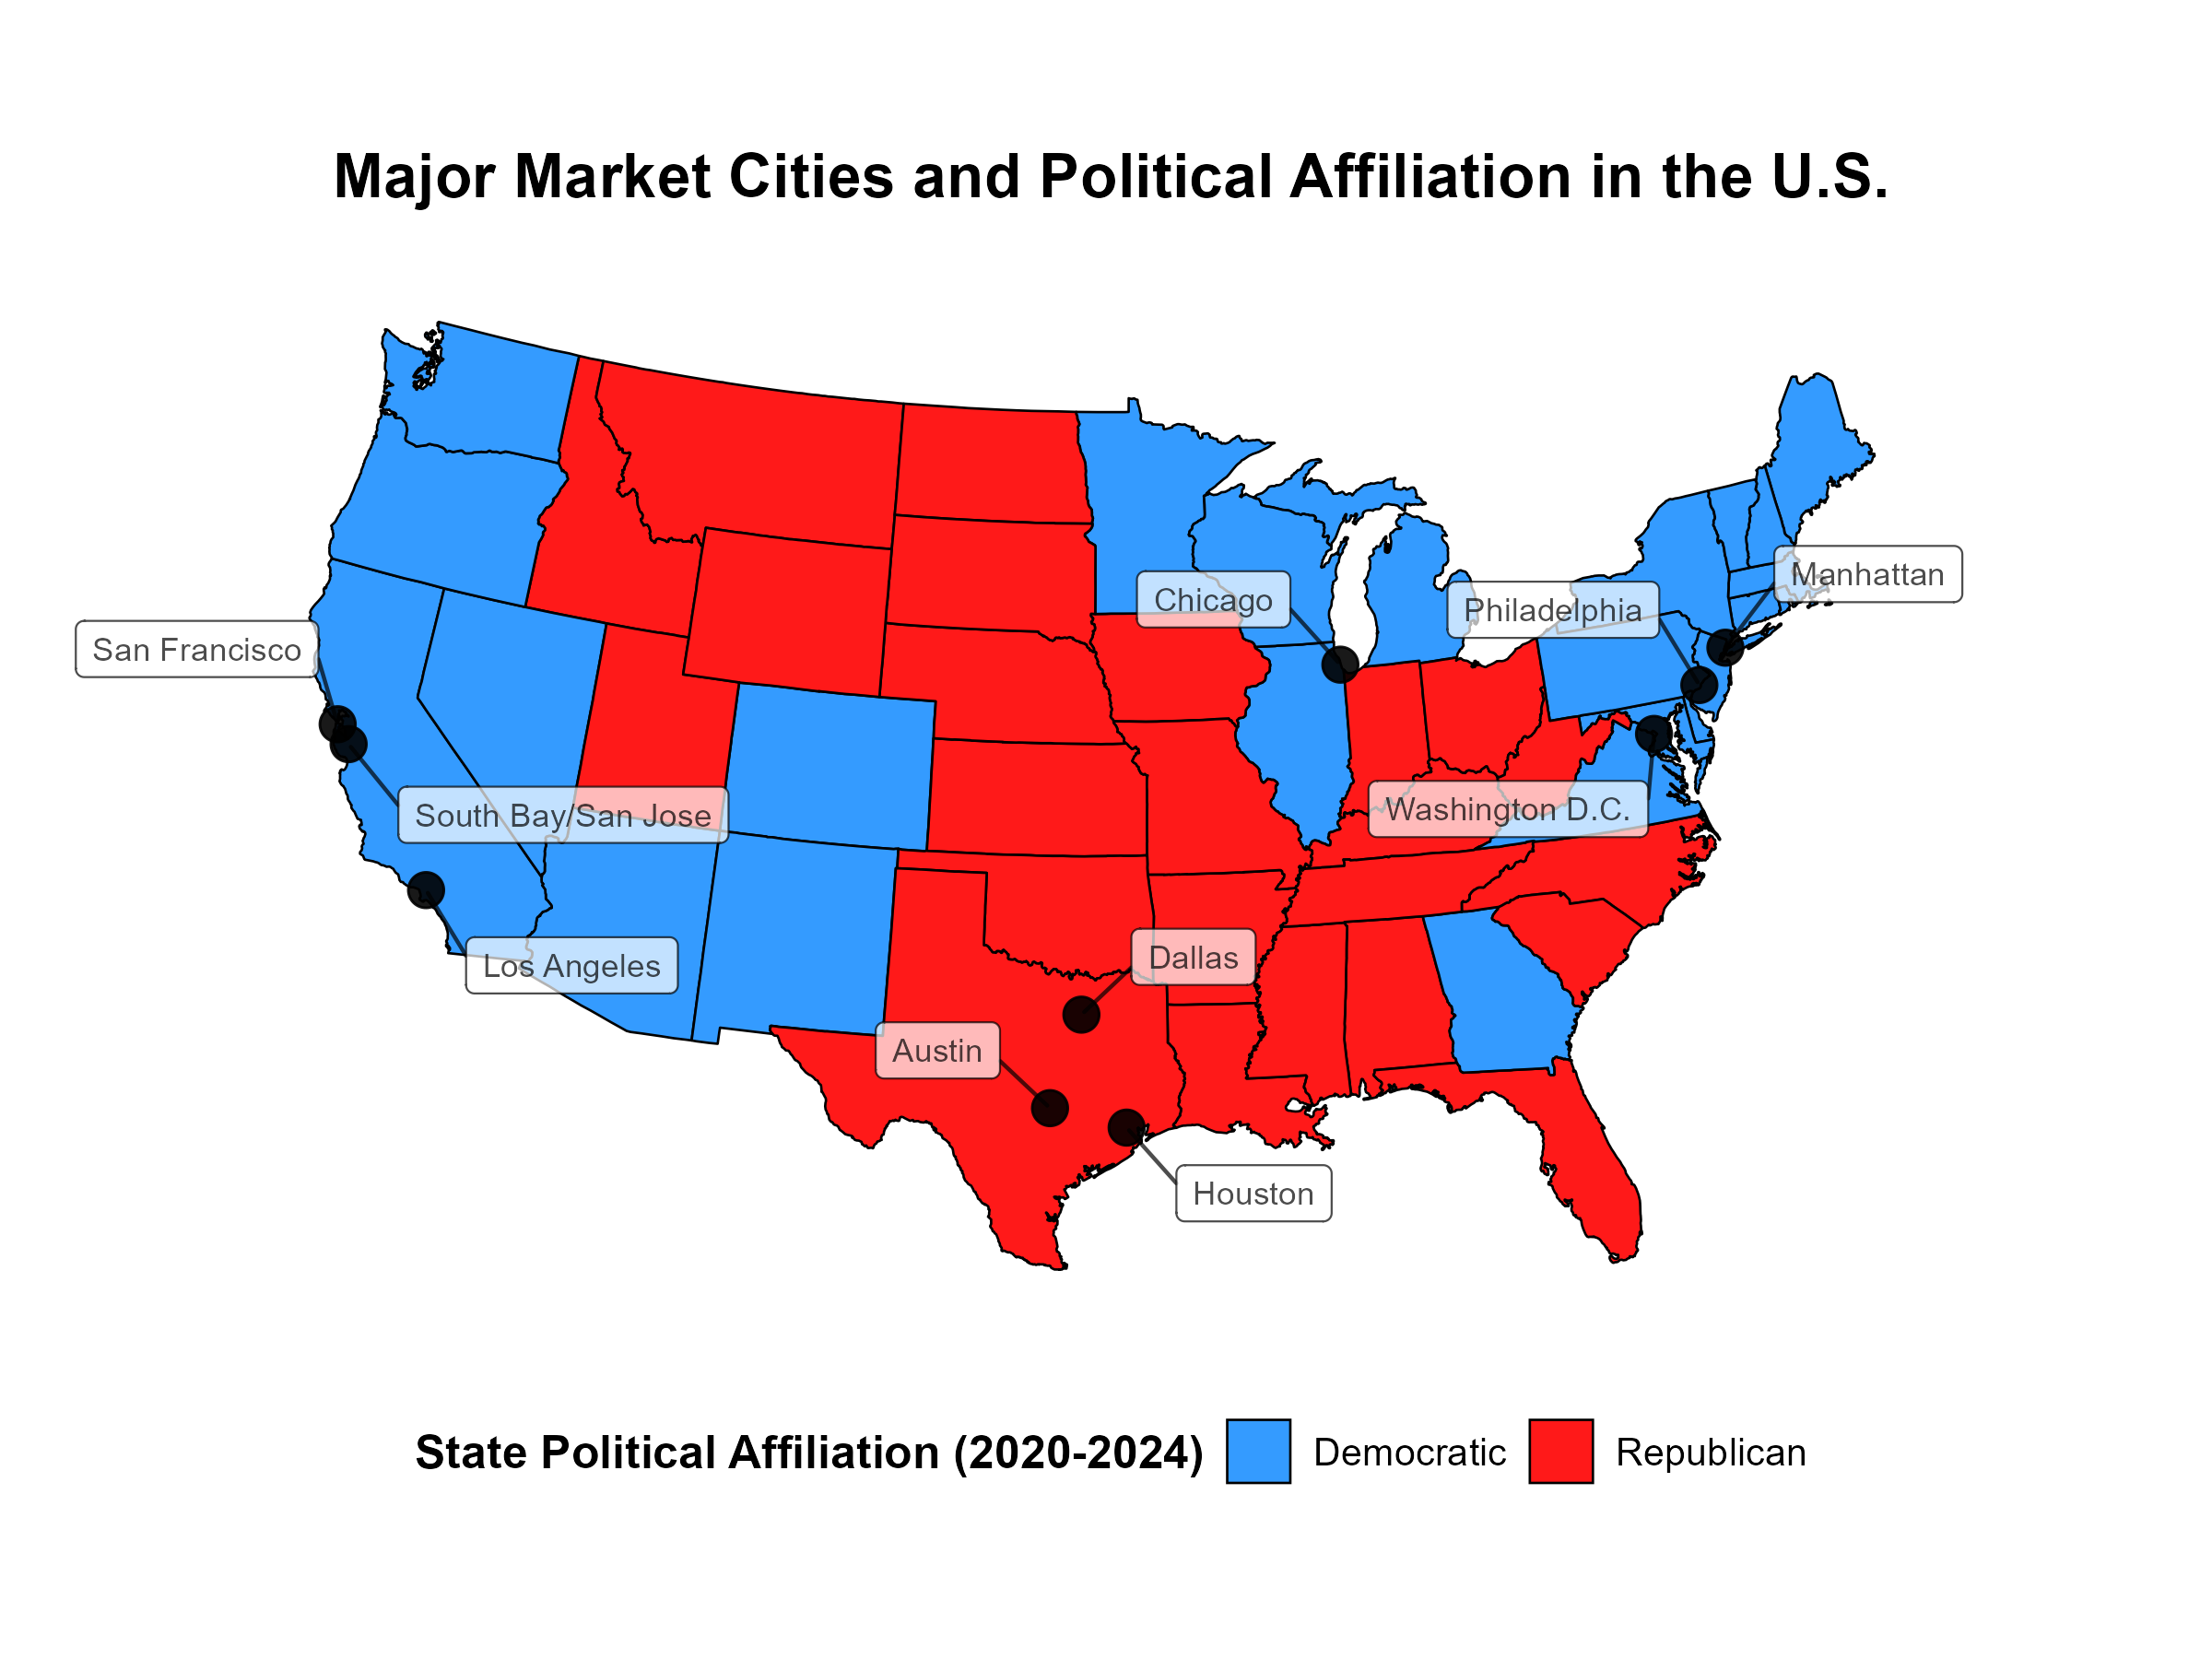 Major Market Cities and Political Affiliation in the U.S.
Manhattan
Chicago
Philadelphia
San Francisco
South Bay/San Jose
Washington D.C.
Los Angeles
Dallas
Austin
Houston
State Political Affiliation (2020-2024) Democratic Republican